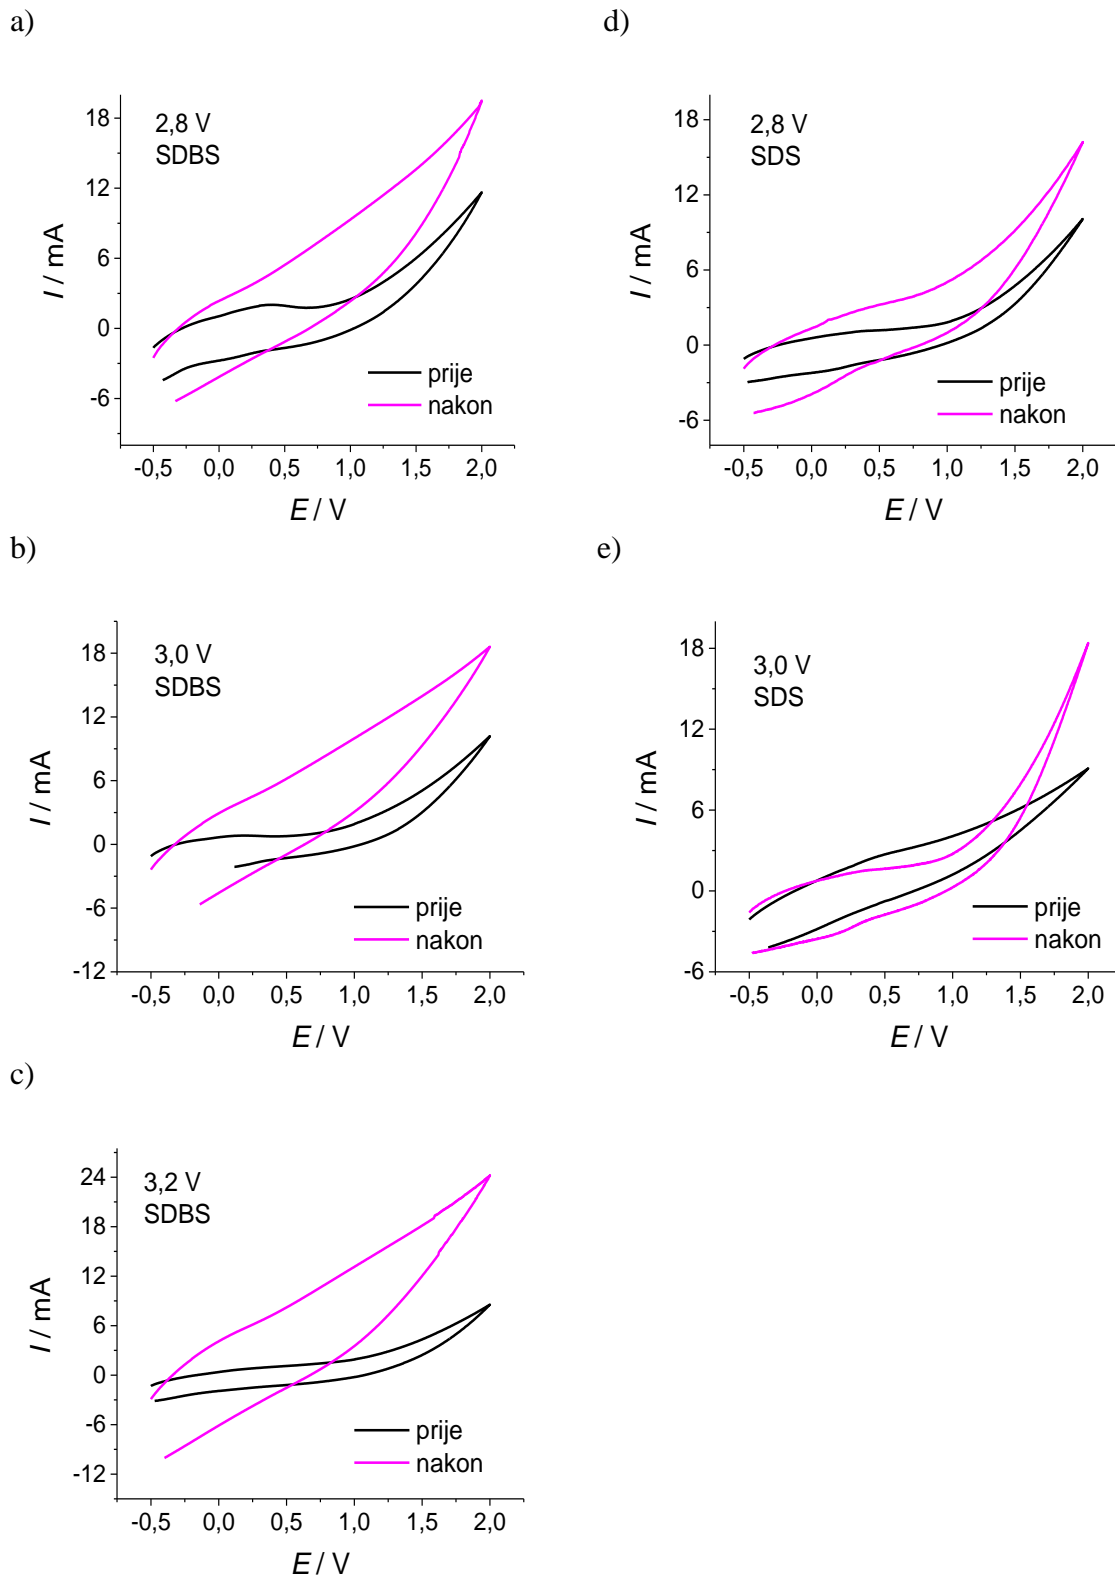 a)
2,8 V
SDBS
I / mA
18
12
6
0
-6
prije
nakon
-0,5 0,0 0,5 1,0 1,5 2,0
E / V
d)
2,8 V
SDS
I / mA
18
12
6
0
-6
prije
nakon
-0,5 0,0 0,5 1,0 1,5 2,0
E / V
b)
3,0 V
SDBS
I / mA
18
12
6
0
-6
-12
prije
nakon
-0,5 0,0 0,5 1,0 1,5 2,0
E / V
e)
3,0 V
SDS
I / mA
18
12
6
0
-6
prije
nakon
-0,5 0,0 0,5 1,0 1,5 2,0
E / V
c)
3,2 V
SDBS
I / mA
24
18
12
6
0
-6
-12
prije
nakon
-0,5 0,0 0,5 1,0 1,5 2,0
E / V